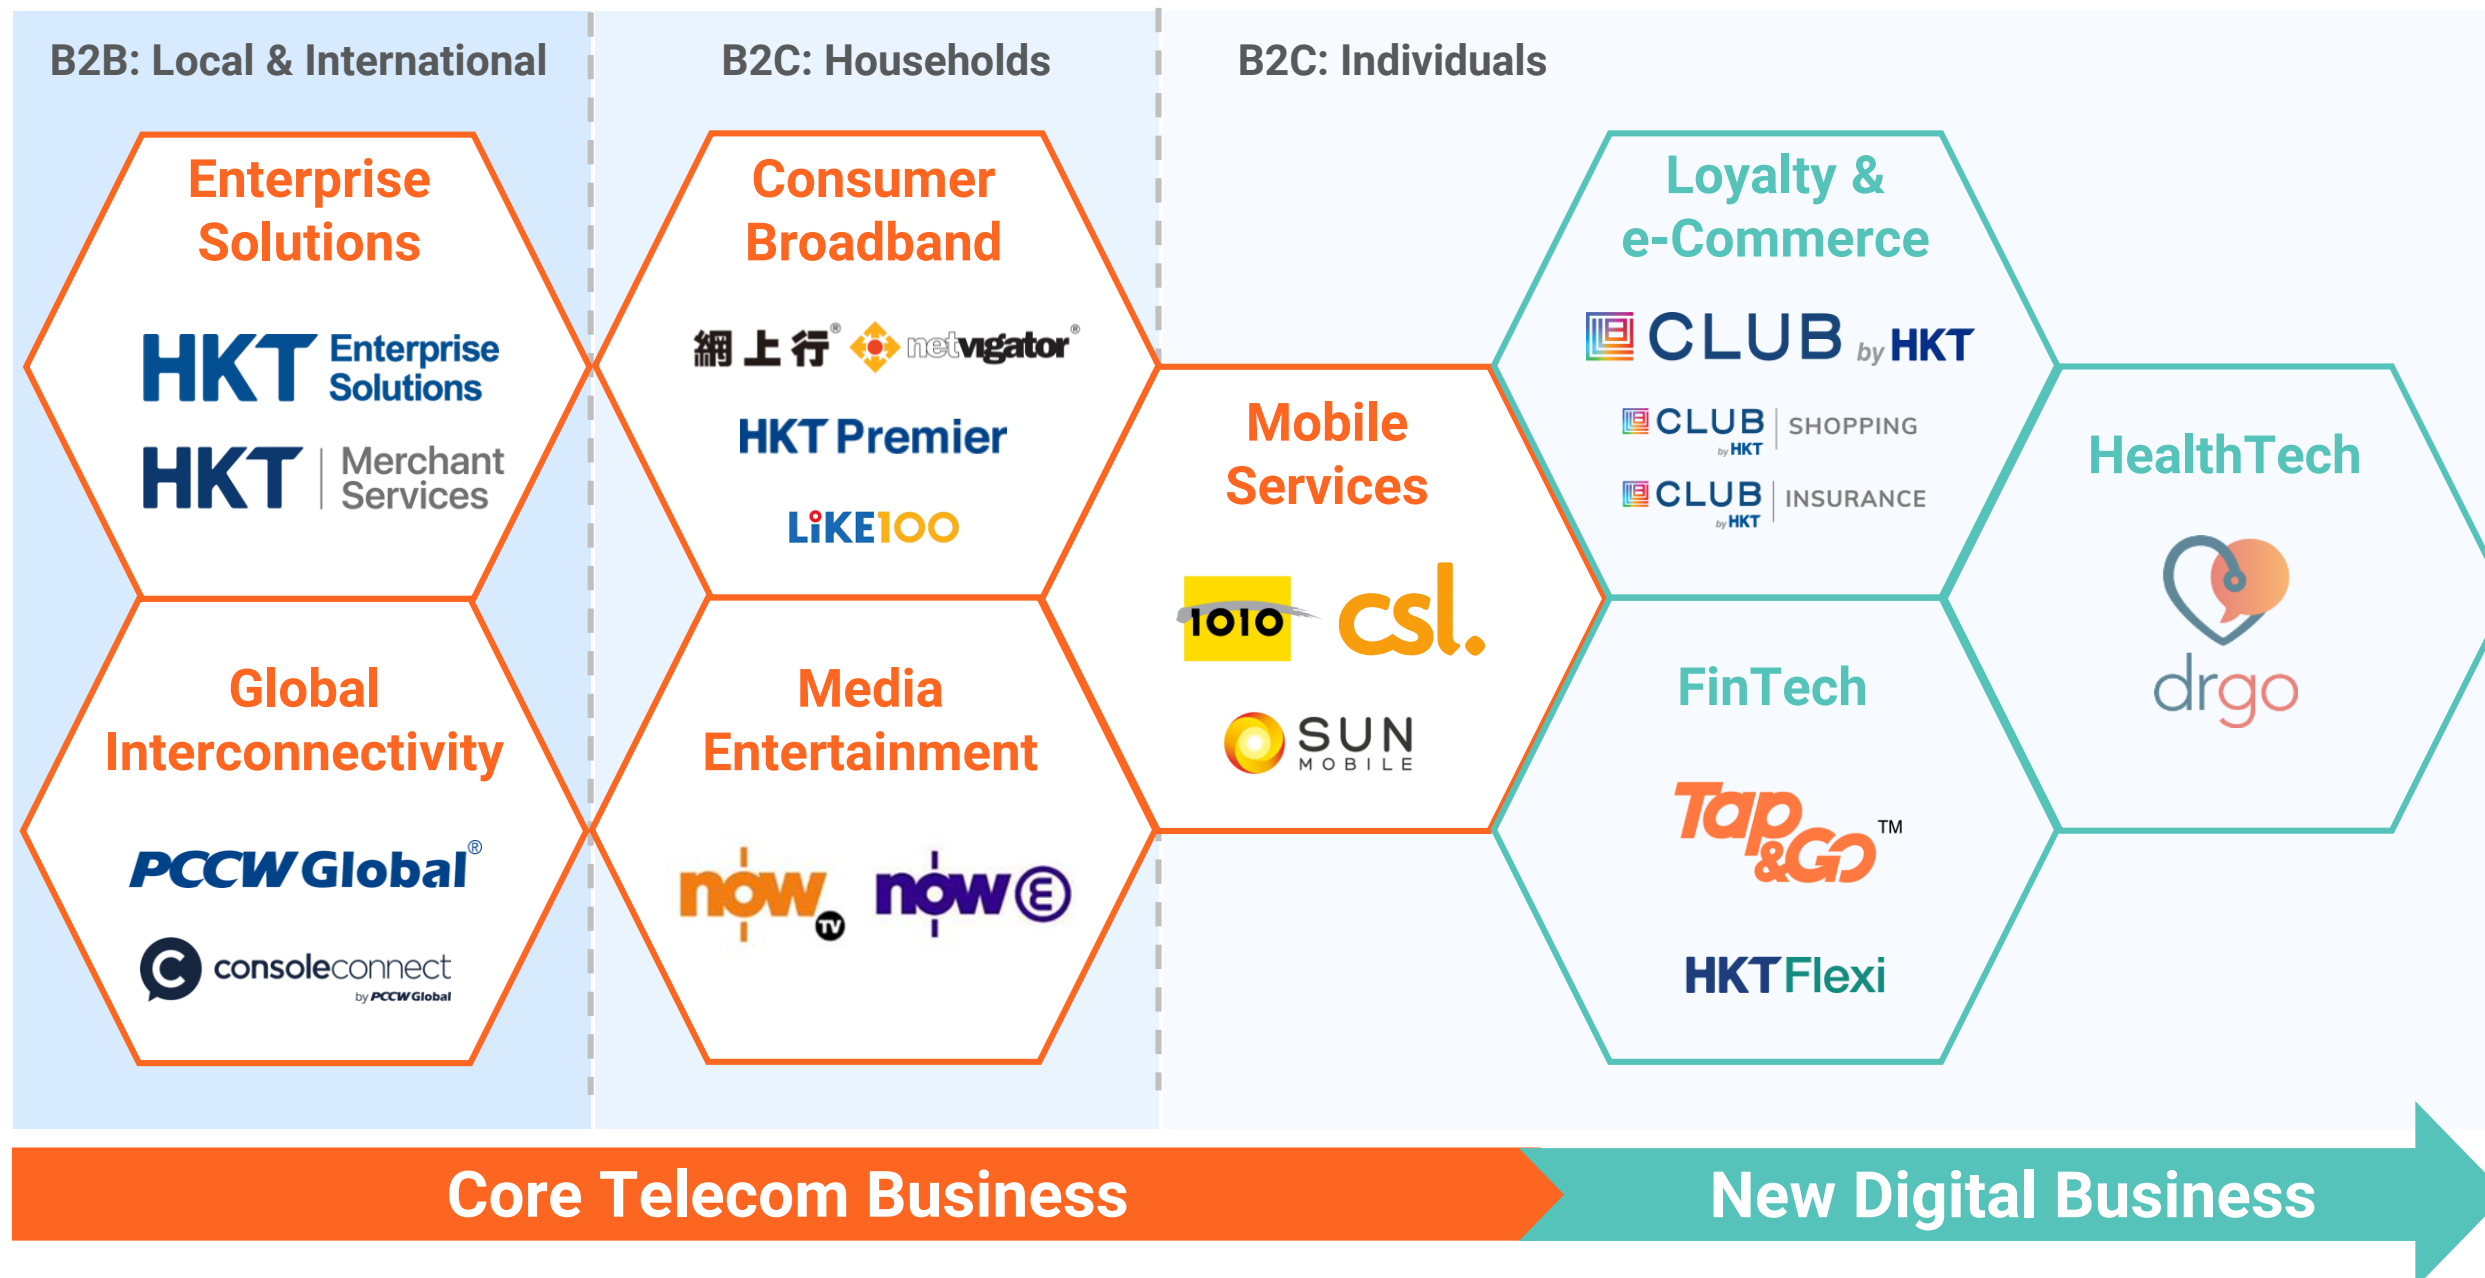 B2B: Local & International
Enterprise
Solutions
HKT Enterprise
Solutions
HKT Merchant
Services
Global
Interconnectivity
PCCW Global®
consoleconnect
by PCCW Global
B2C: Households
Consumer
Broadband
網上行® netvigator®
HKT Premier
LiKE100
Media
Entertainment
now TV now E
B2C: Individuals
Mobile
Services
1010 csl.
SUN
MOBILE
Loyalty &
e-Commerce
CLUB by HKT
CLUB SHOPPING
by HKT
CLUB INSURANCE
by HKT
FinTech
Tap
&GO™
HKT Flexi
HealthTech
drgo
Core Telecom Business
New Digital Business